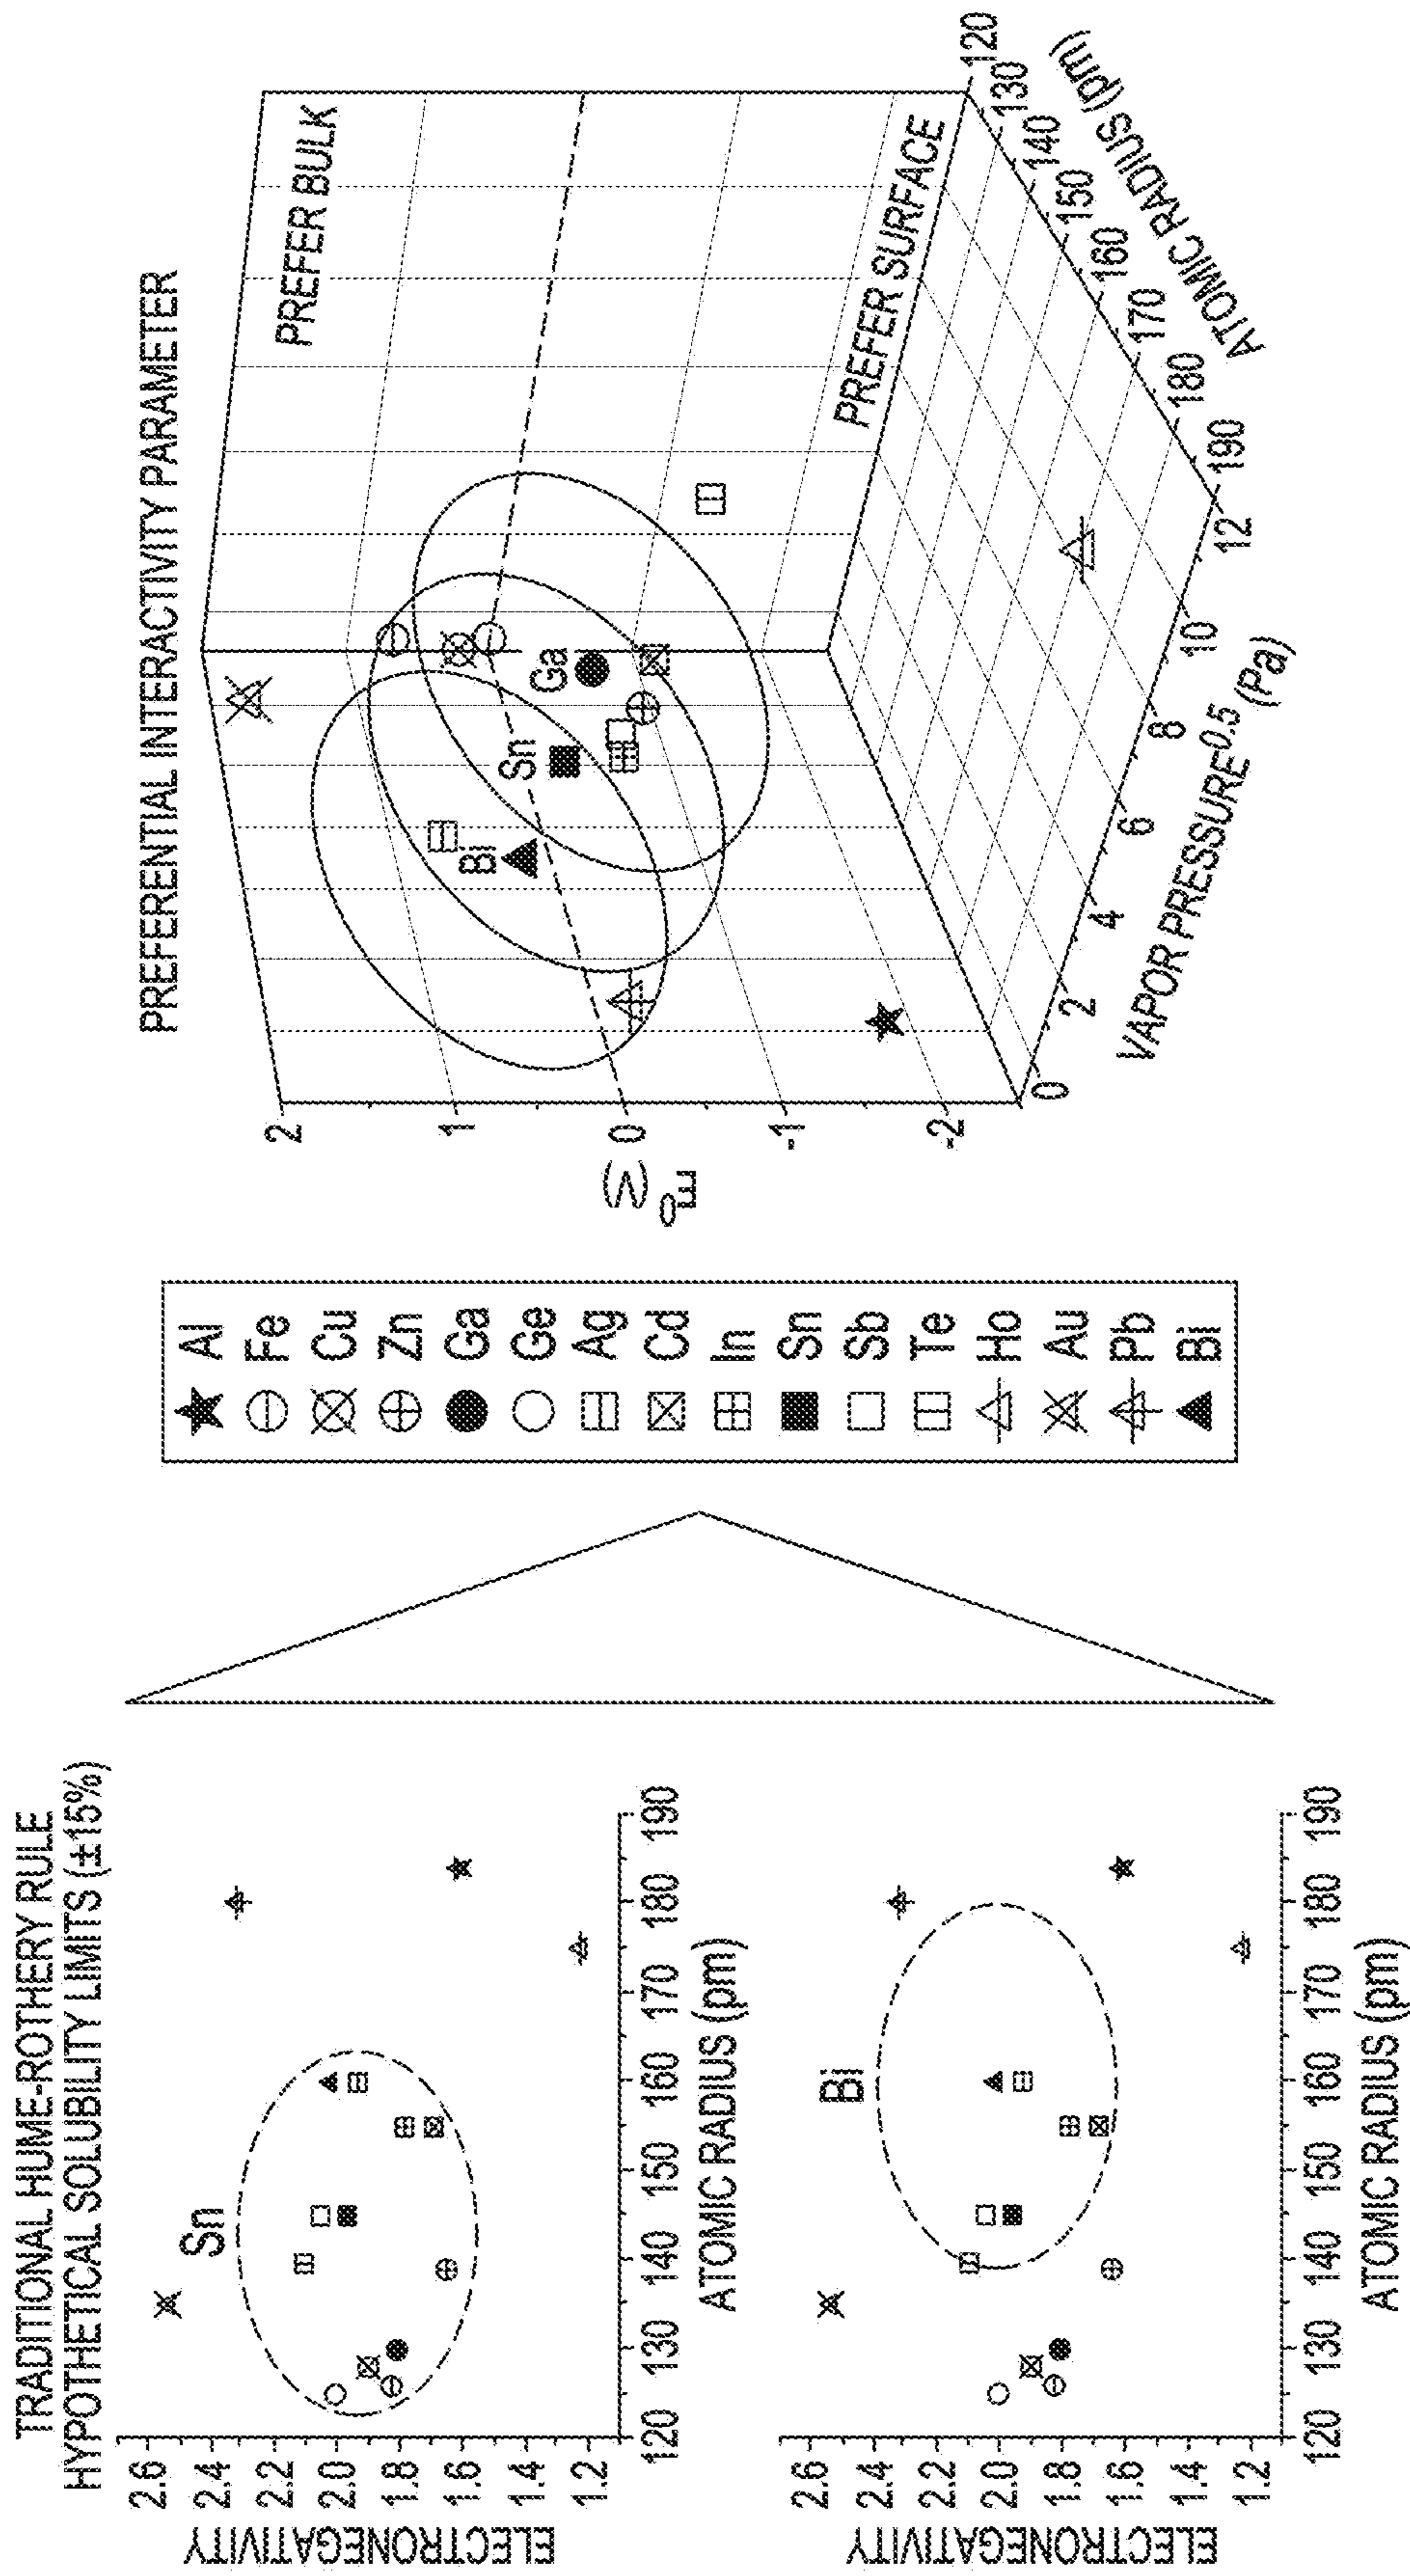 TRADITIONAL HUME-ROTHERY RULE
HYPOTHETICAL SOLUBILITY LIMITS (±15%)
ELECTRONEGATIVITY
2.6
2.4
2.2
2.0
1.8
1.6
1.4
1.2
Sn
120 130 140 150 160 170 180 190
ATOMIC RADIUS (pm)
ELECTRONEGATIVITY
2.6
2.4
2.2
2.0
1.8
1.6
1.4
1.2
Bi
120 130 140 150 160 170 180 190
ATOMIC RADIUS (pm)
Al
Fe
Cu
Zn
Ga
Ge
Ag
Cd
In
Sn
Sb
Te
Ho
Au
Pb
Bi
PREFERENTIAL INTERACTIVITY PARAMETER
PREFER BULK
PREFER SURFACE
E⁰ (V)
2
1
0
-1
-2
Bi
Sn
Ga
0 2 4 6 8 10 12
VAPOR PRESSURE^0.5 (Pa)
120 130 140 150 160 170 180 190
ATOMIC RADIUS (pm)